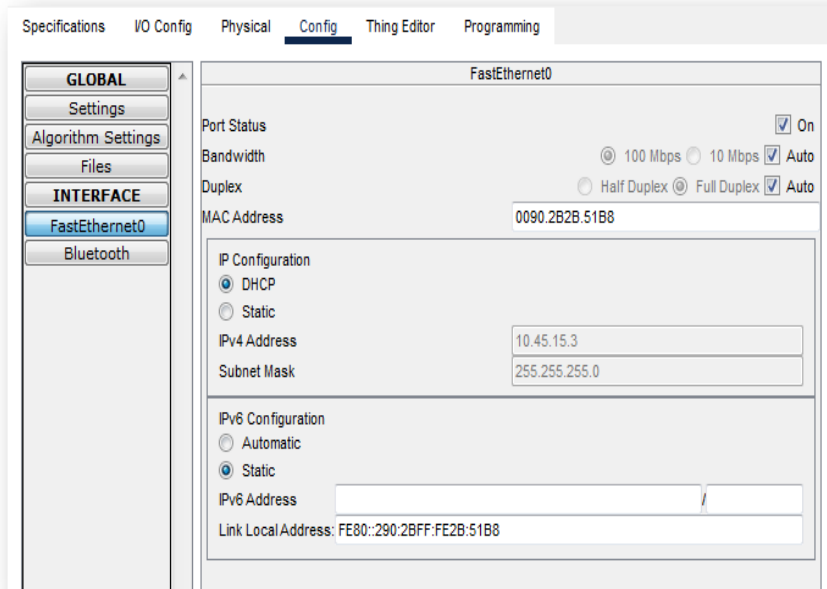 Specifications I/O Config Physical Config Thing Editor Programming
GLOBAL
Settings
Algorithm Settings
Files
INTERFACE
FastEthernet0
Bluetooth
FastEthernet0
Port Status On
Bandwidth 100 Mbps 10 Mbps Auto
Duplex Half Duplex Full Duplex Auto
MAC Address 0090.2B2B.51B8
IP Configuration
DHCP
Static
IPv4 Address 10.45.15.3
Subnet Mask 255.255.255.0
IPv6 Configuration
Automatic
Static
IPv6 Address /
Link Local Address: FE80::290:2BFF:FE2B:51B8